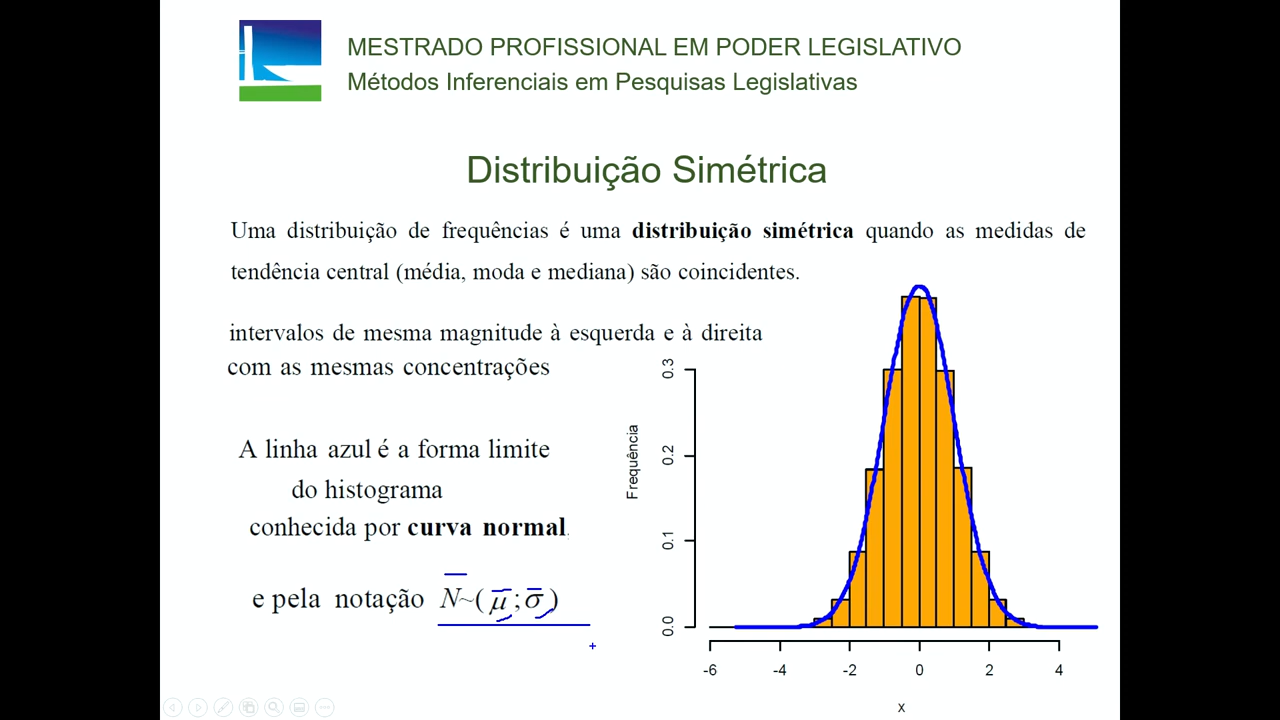 MESTRADO PROFISSIONAL EM PODER LEGISLATIVO
Métodos Inferenciais em Pesquisas Legislativas
Distribuição Simétrica
Uma distribuição de frequências é uma distribuição simétrica quando as medidas de
tendência central (média, moda e mediana) são coincidentes.
intervalos de mesma magnitude à esquerda e à direita
com as mesmas concentrações
A linha azul é a forma limite
do histograma
conhecida por curva normal.
e pela notação N~(μ;σ)
Frequência
0.3
0.2
0.1
0.0
-6 -4 -2 0 2 4
x